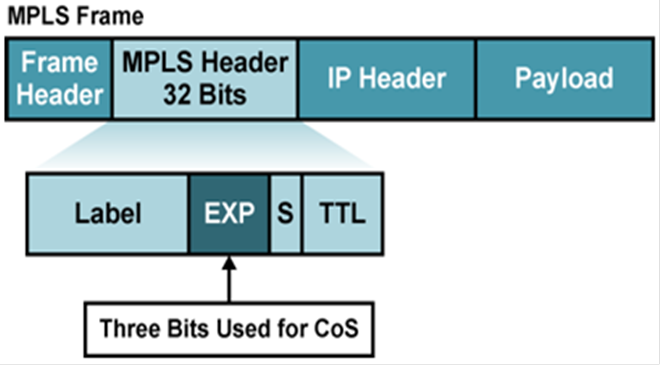 MPLS Frame
Frame Header
MPLS Header
32 Bits
IP Header
Payload
Label
EXP
S
TTL
Three Bits Used for CoS